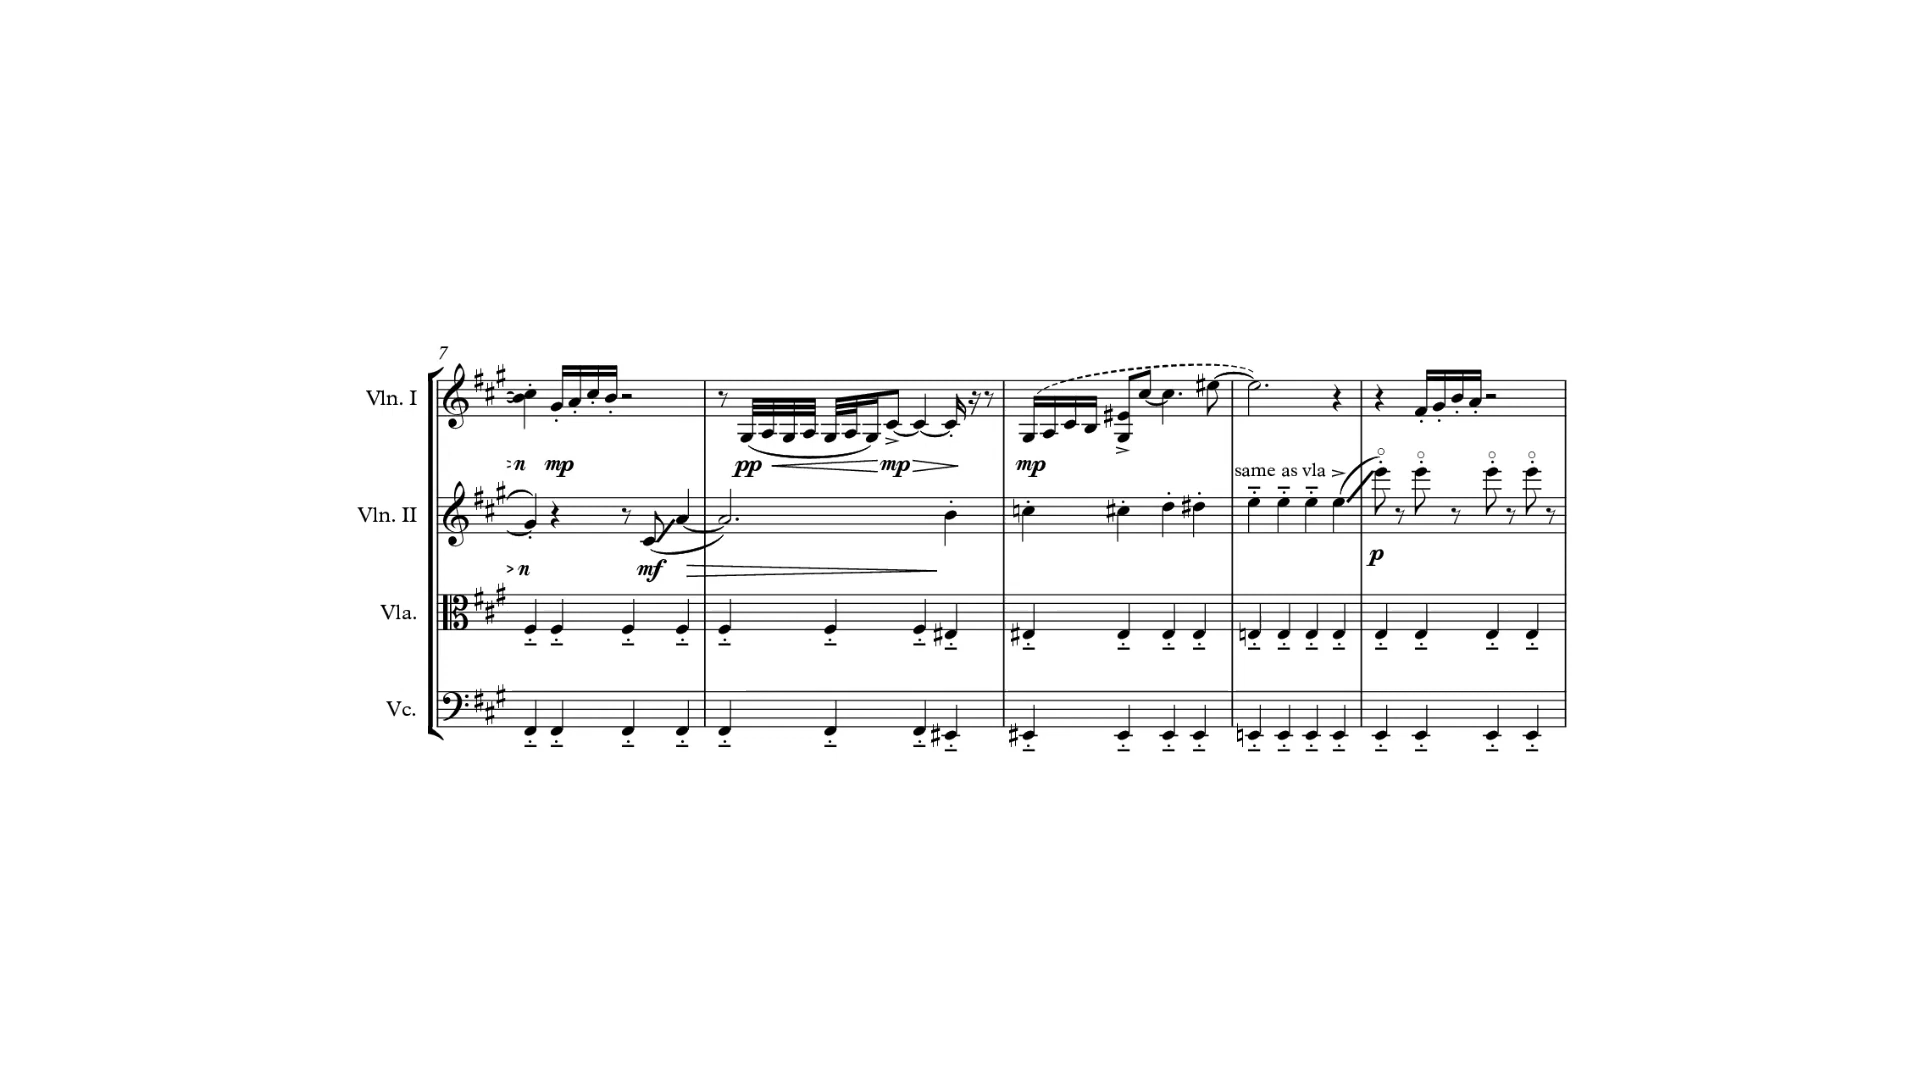 7
Vln. I
n mp pp mp mp
same as vla
Vln. II
p
n mf
Vla.
Vc.